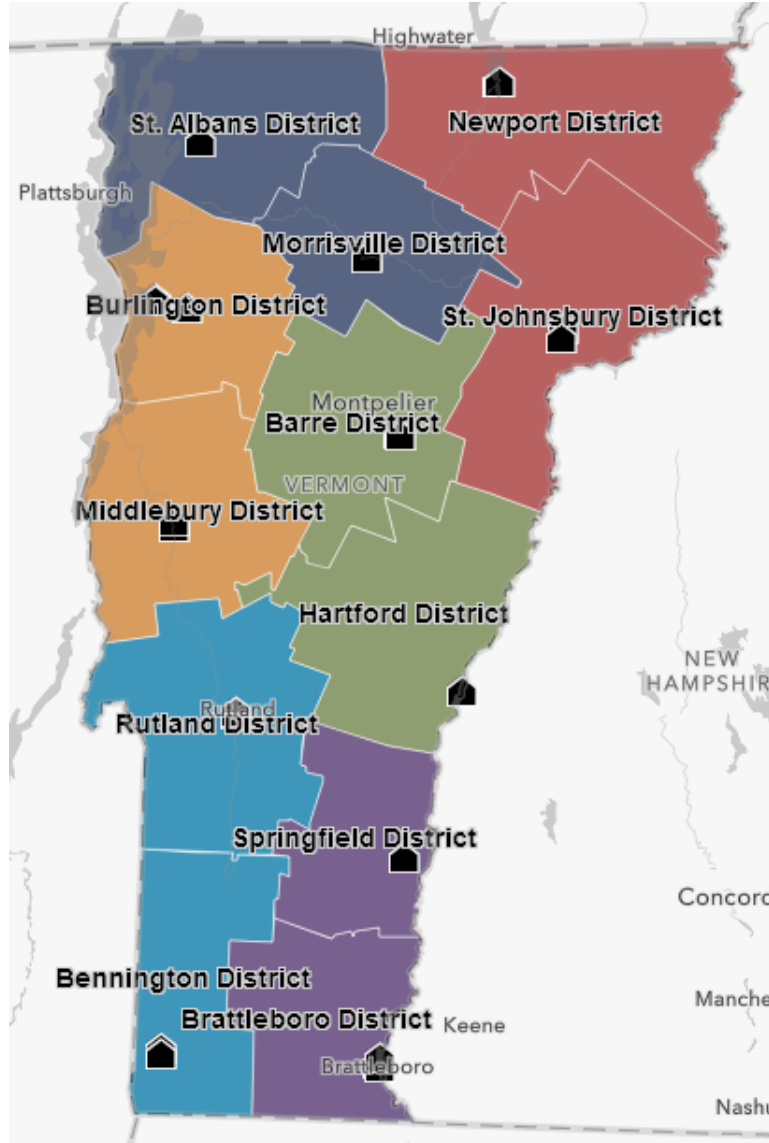 Highwater
St. Albans District
Newport District
Plattsburgh
Morrisville District
Burlington District
St. Johnsbury District
Montpelier
Barre District
VERMONT
Middlebury District
Hartford District
NEW
HAMPSHIR
Rutland
Rutland District
Springfield District
Concord
Bennington District
Manche
Brattleboro District
Keene
Brattleboro
Nashu